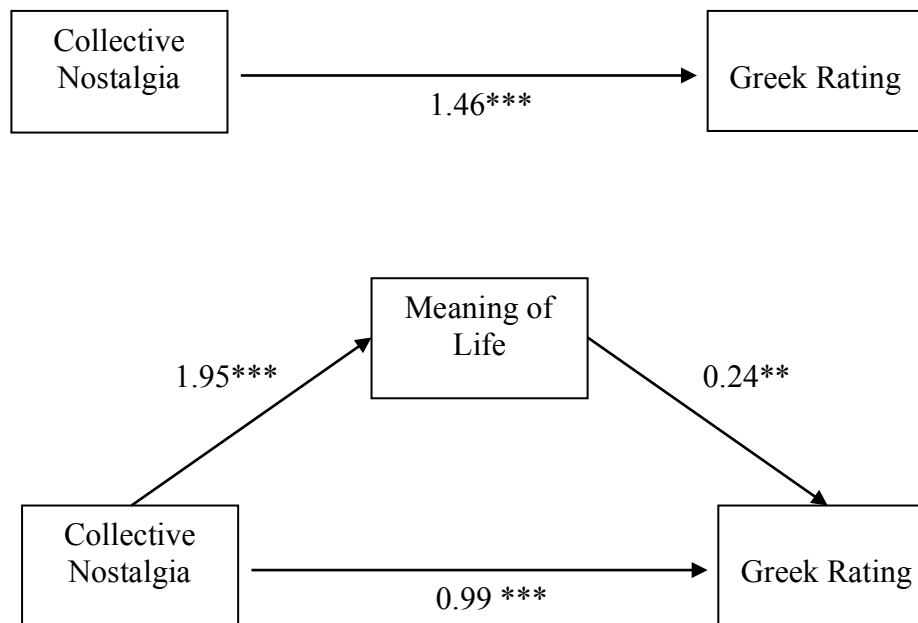 Collective
Nostalgia
Greek Rating
1.46***
Meaning of
Life
1.95***
0.24**
Collective
Nostalgia
Greek Rating
0.99 ***